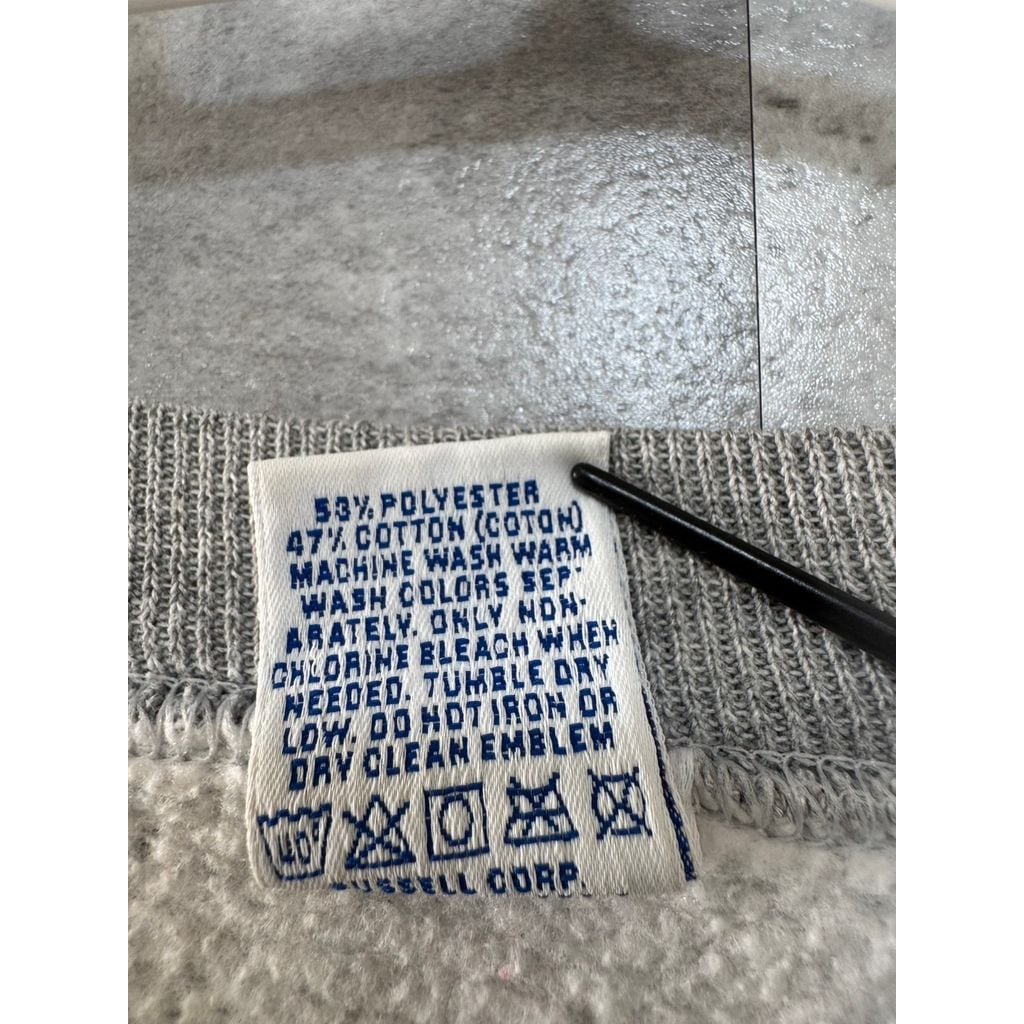 53% POLYESTER
47% COTTON (COTON)
MACHINE WASH WARM
WASH COLORS SEP-
ARATELY. ONLY NON-
CHLORINE BLEACH WHEN
NEEDED. TUMBLE DRY
LOW. DO NOT IRON OR
DRY CLEAN EMBLEM
40°
RUSSELL CORP.